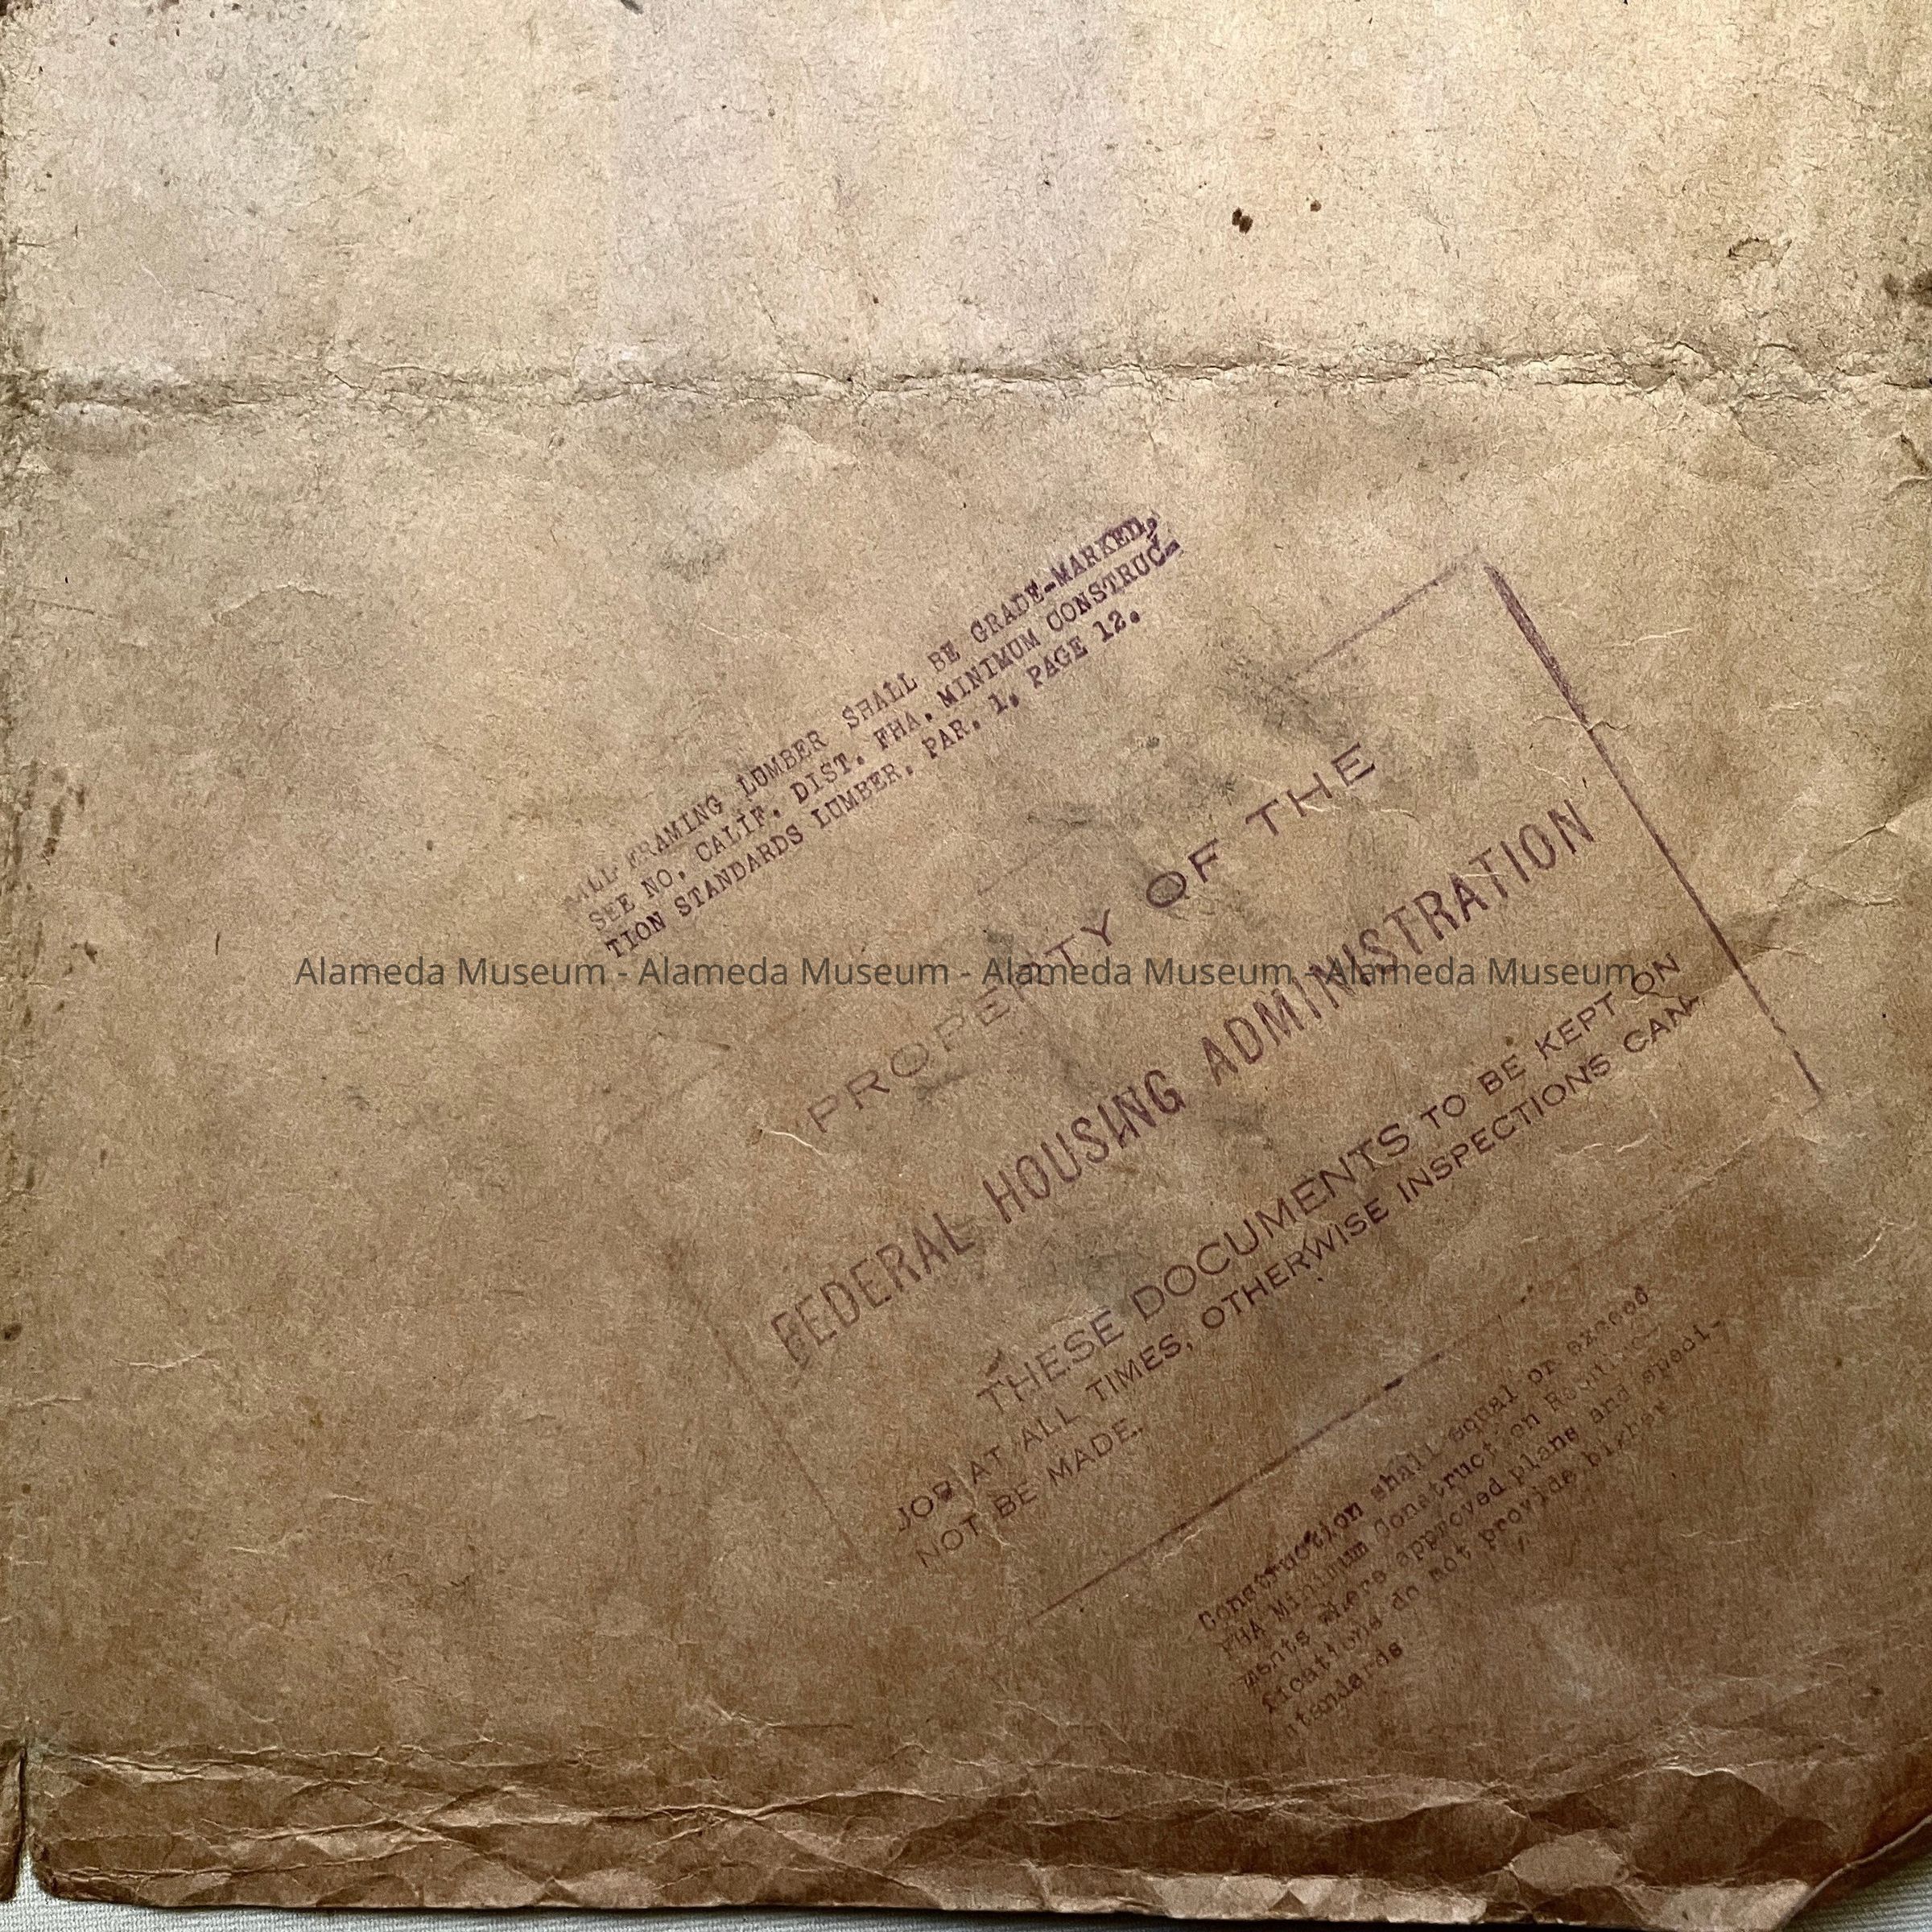 ALL FRAMING LUMBER SHALL BE GRADE-MARKED,
SEE NO. CALIF. DIST. FHA. MINIMUM CONSTRUC-
TION STANDARDS LUMBER. PAR. 1, PAGE 12.
PROPERTY OF THE
FEDERAL HOUSING ADMINISTRATION
THESE DOCUMENTS TO BE KEPT ON
JOB AT ALL TIMES, OTHERWISE INSPECTIONS CAN
NOT BE MADE.
Construction shall equal or exceed
FHA Minimum Construction Require-
ments where approved plans and speci-
fications do not provide higher
standards
Alameda Museum - Alameda Museum - Alameda Museum - Alameda Museum